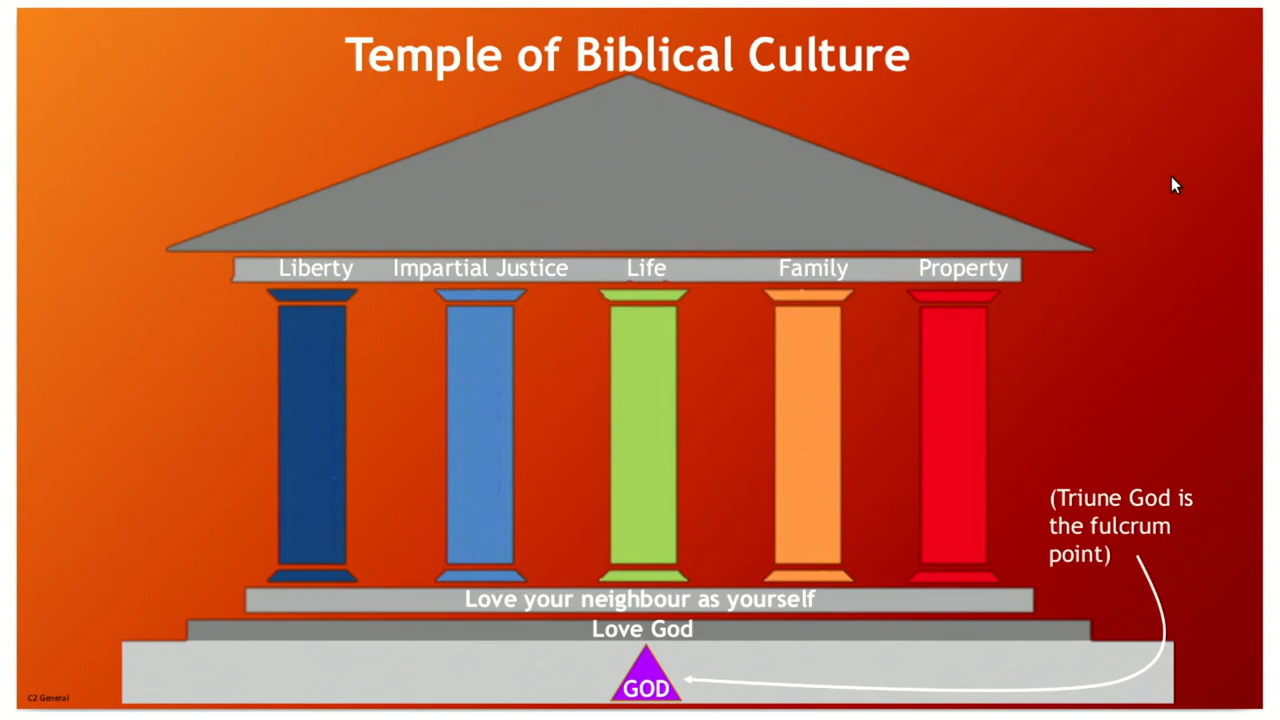 Temple of Biblical Culture
Liberty Impartial Justice Life Family Property
(Triune God is
the fulcrum
point)
Love your neighbour as yourself
Love God
GOD
C2 General